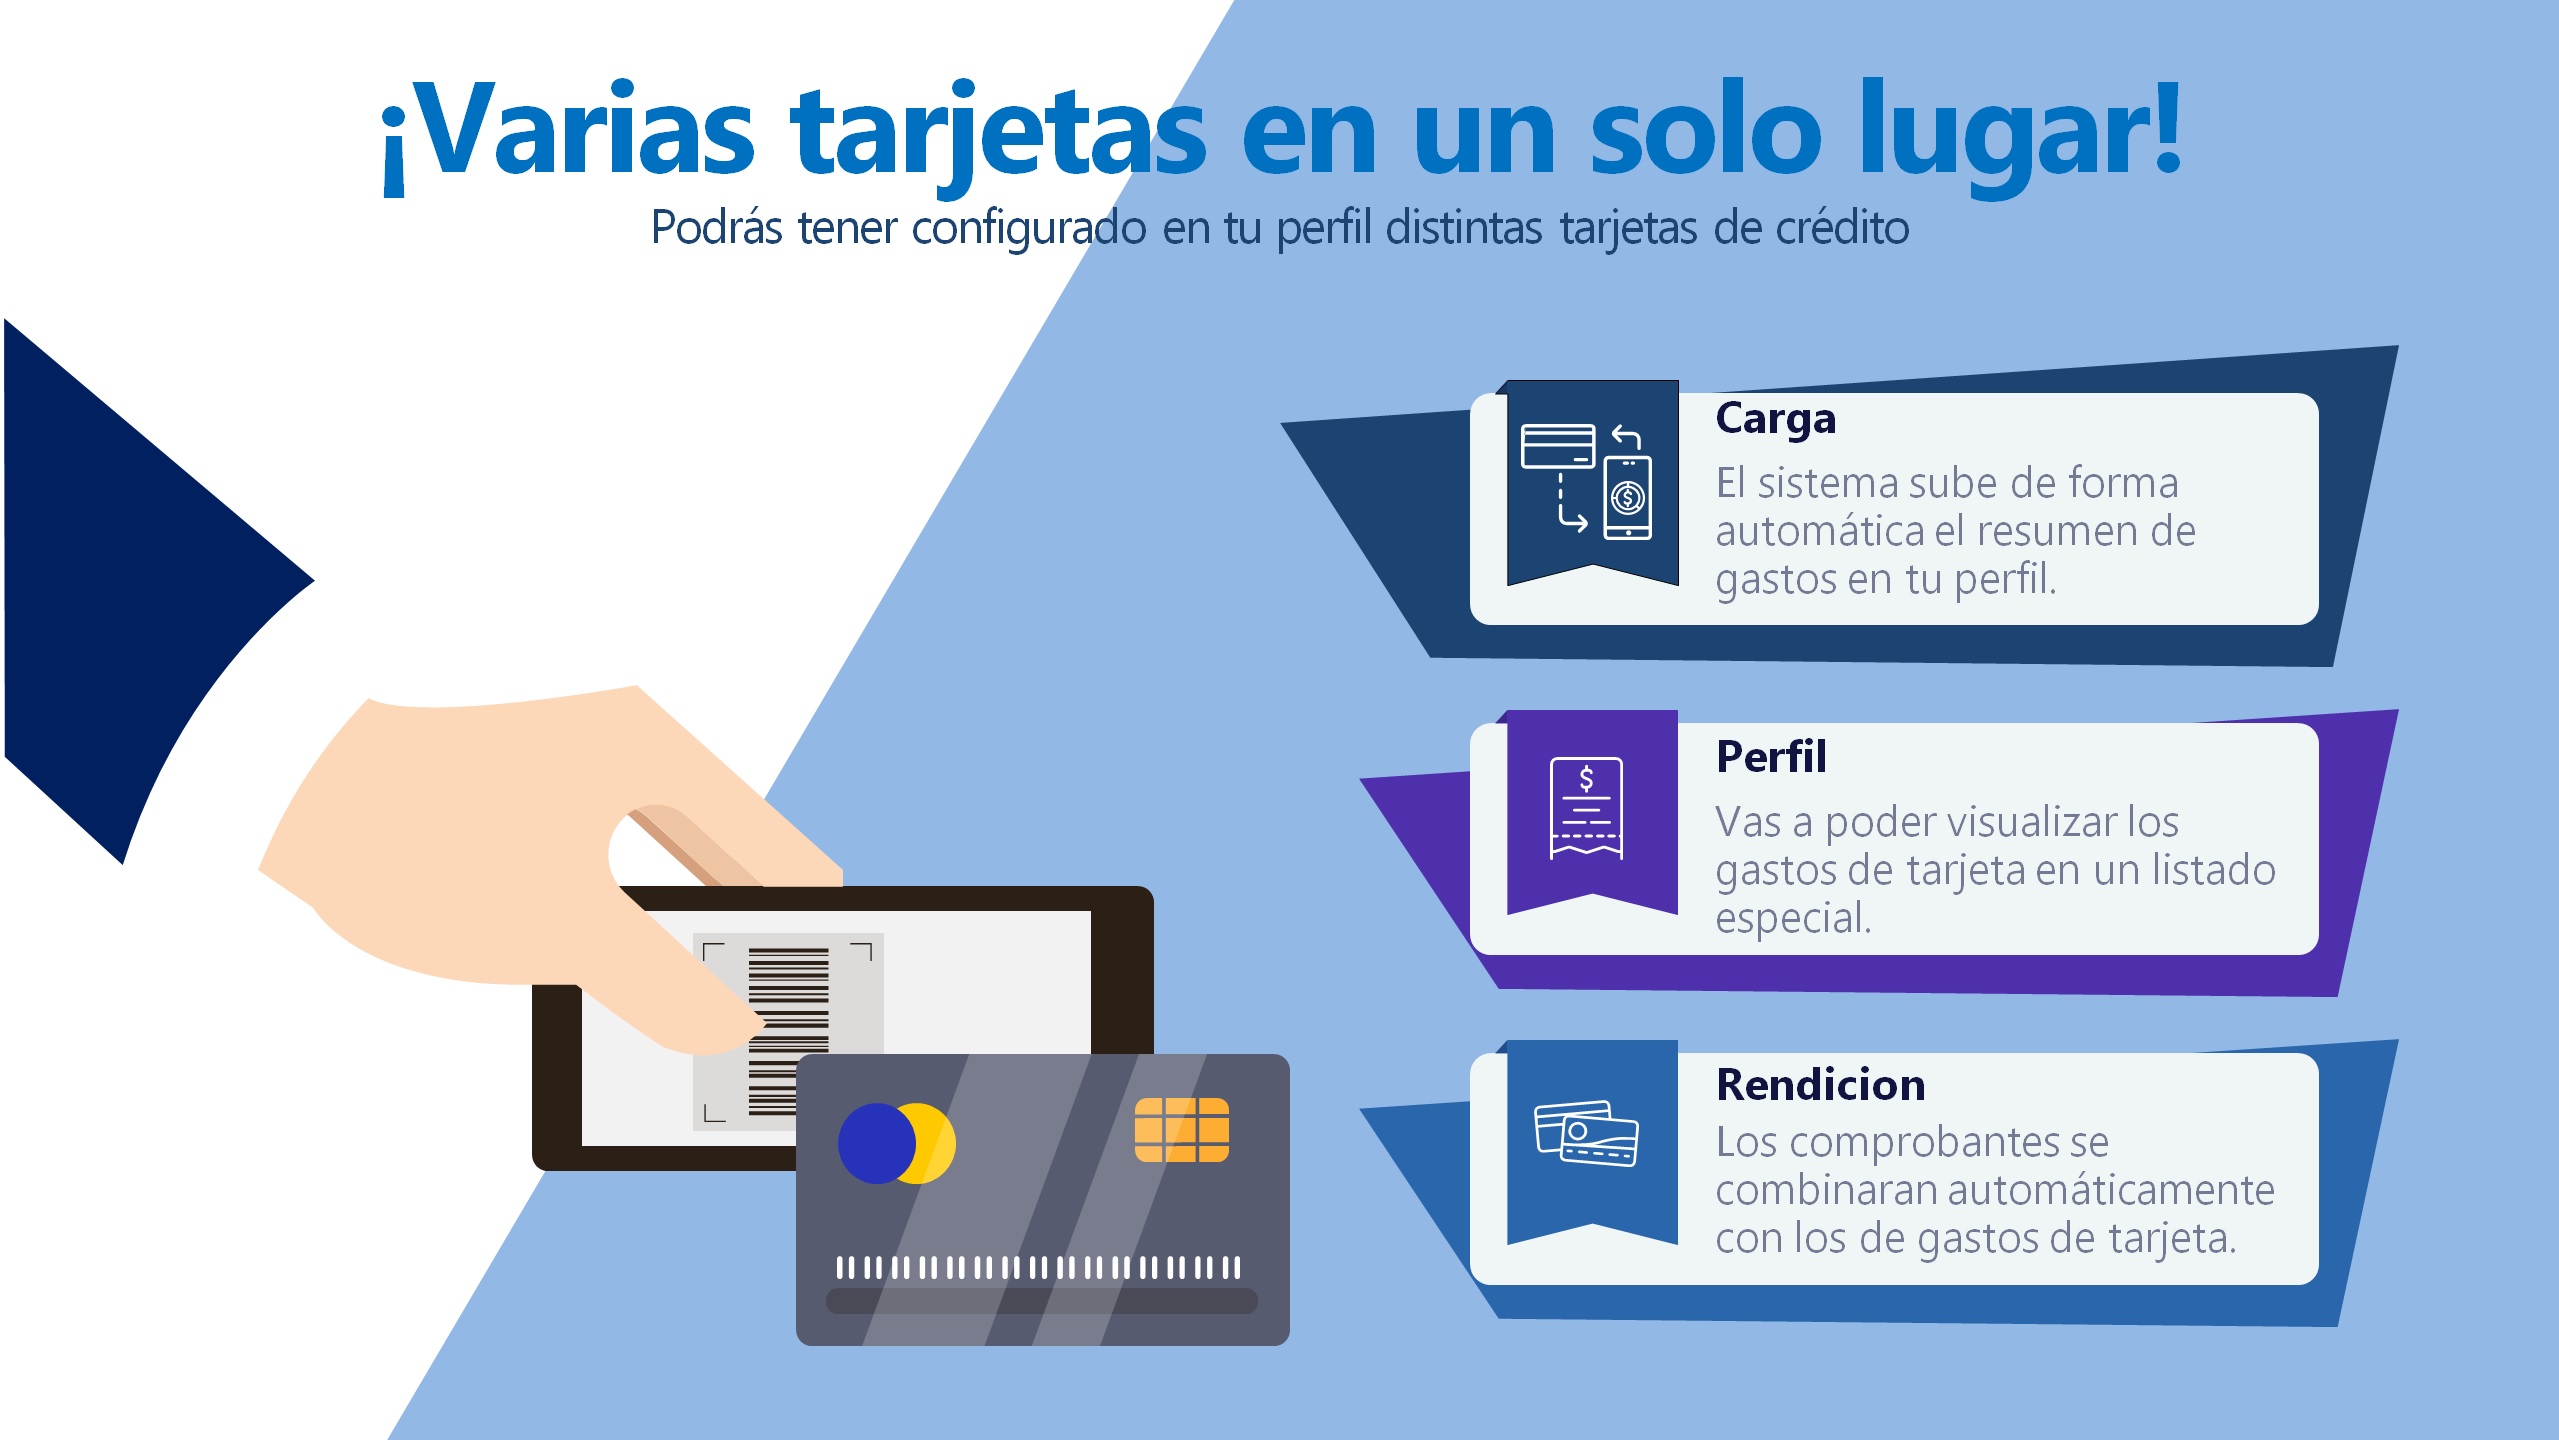 ¡Varias tarjetas en un solo lugar!
Podrás tener configurado en tu perfil distintas tarjetas de crédito
Carga
El sistema sube de forma
automática el resumen de
gastos en tu perfil.
Perfil
Vas a poder visualizar los
gastos de tarjeta en un listado
especial.
Rendicion
Los comprobantes se
combinaran automáticamente
con los de gastos de tarjeta.